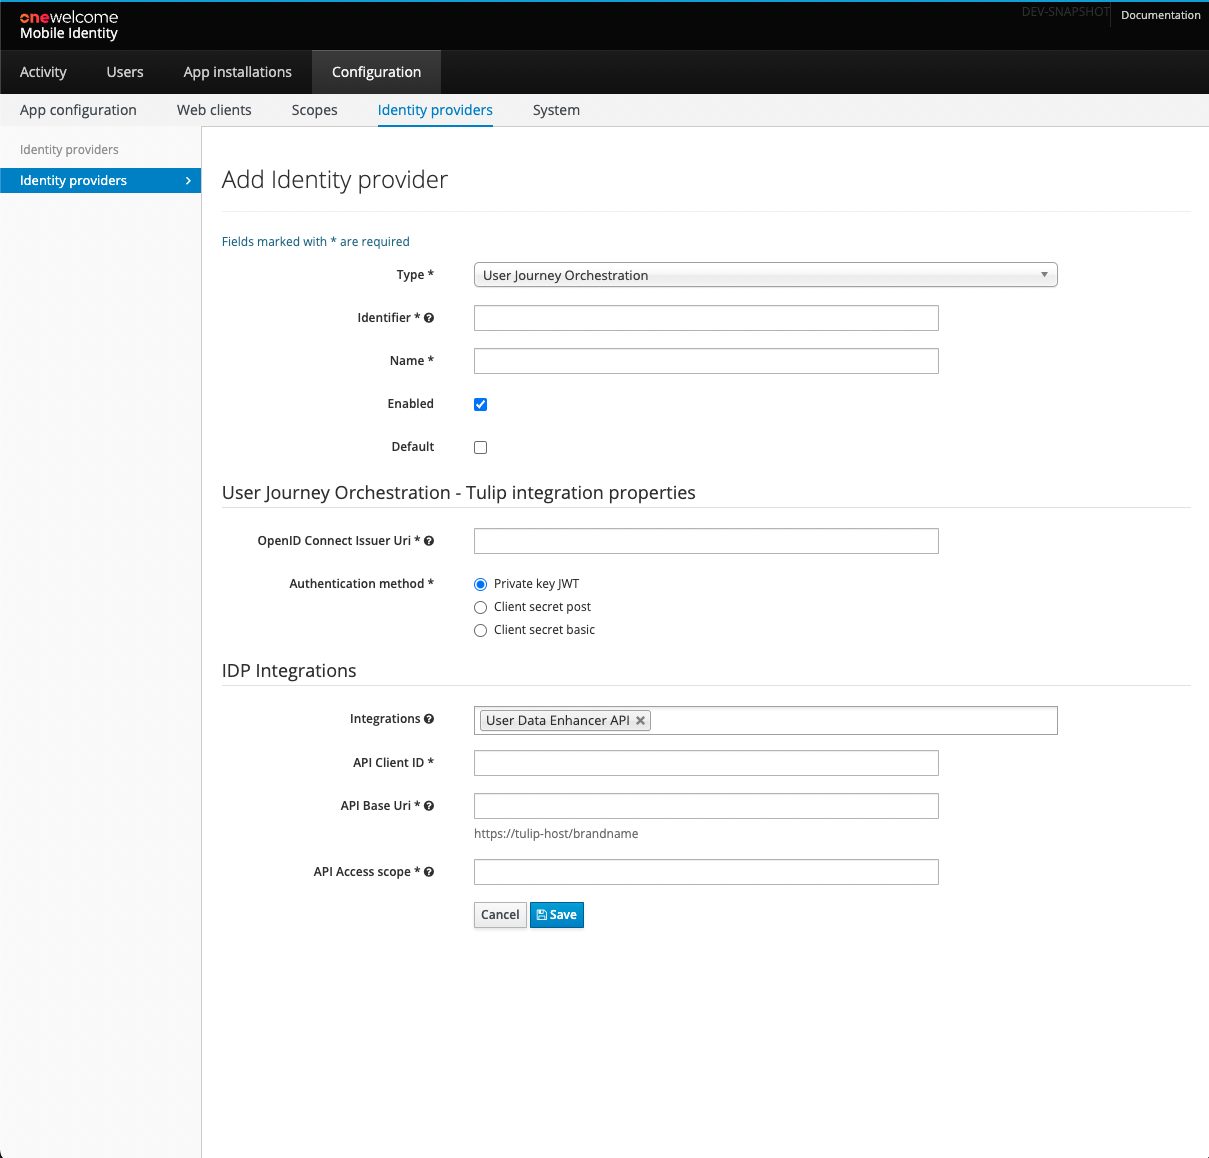 onewelcome
Mobile Identity
DEV-SNAPSHOT
Documentation
Activity Users App installations Configuration
App configuration Web clients Scopes Identity providers System
Identity providers
Identity providers
Add Identity provider
Fields marked with * are required
Type * User Journey Orchestration
Identifier *
Name *
Enabled
Default
User Journey Orchestration - Tulip integration properties
OpenID Connect Issuer Uri *
Authentication method * Private key JWT
Client secret post
Client secret basic
IDP Integrations
Integrations User Data Enhancer API
API Client ID *
API Base Uri *
https://tulip-host/brandname
API Access scope *
Cancel Save